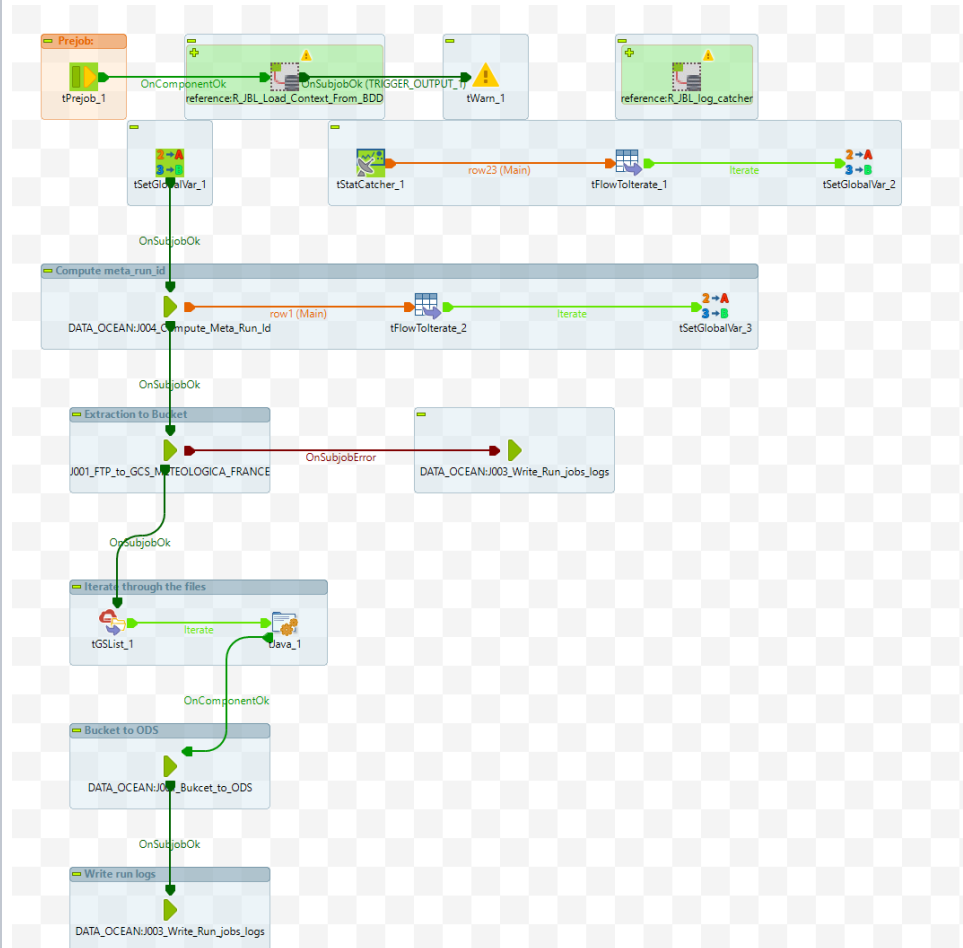 Prejob:
OnComponentOk
OnSubjobOk (TRIGGER_OUTPUT_1)
tPrejob_1
reference:R_JBL_Load_Context_From_BDD
tWarn_1
reference:R_JBL_log_catcher
tSetGlobalVar_1
tStatCatcher_1
row23 (Main)
tFlowToIterate_1
Iterate
tSetGlobalVar_2
OnSubjobOk
Compute meta_run_id
DATA_OCEAN:J004_Compute_Meta_Run_Id
row1 (Main)
tFlowToIterate_2
Iterate
tSetGlobalVar_3
OnSubjobOk
Extraction to Bucket
J001_FTP_to_GCS_METEOLOGICA_FRANCE
OnSubjobError
DATA_OCEAN:J003_Write_Run_jobs_logs
OnSubjobOk
Iterate through the files
tGSList_1
Iterate
tJava_1
OnComponentOk
Bucket to ODS
OnSubjobOk
Write run logs
DATA_OCEAN:J003_Write_Run_jobs_logs